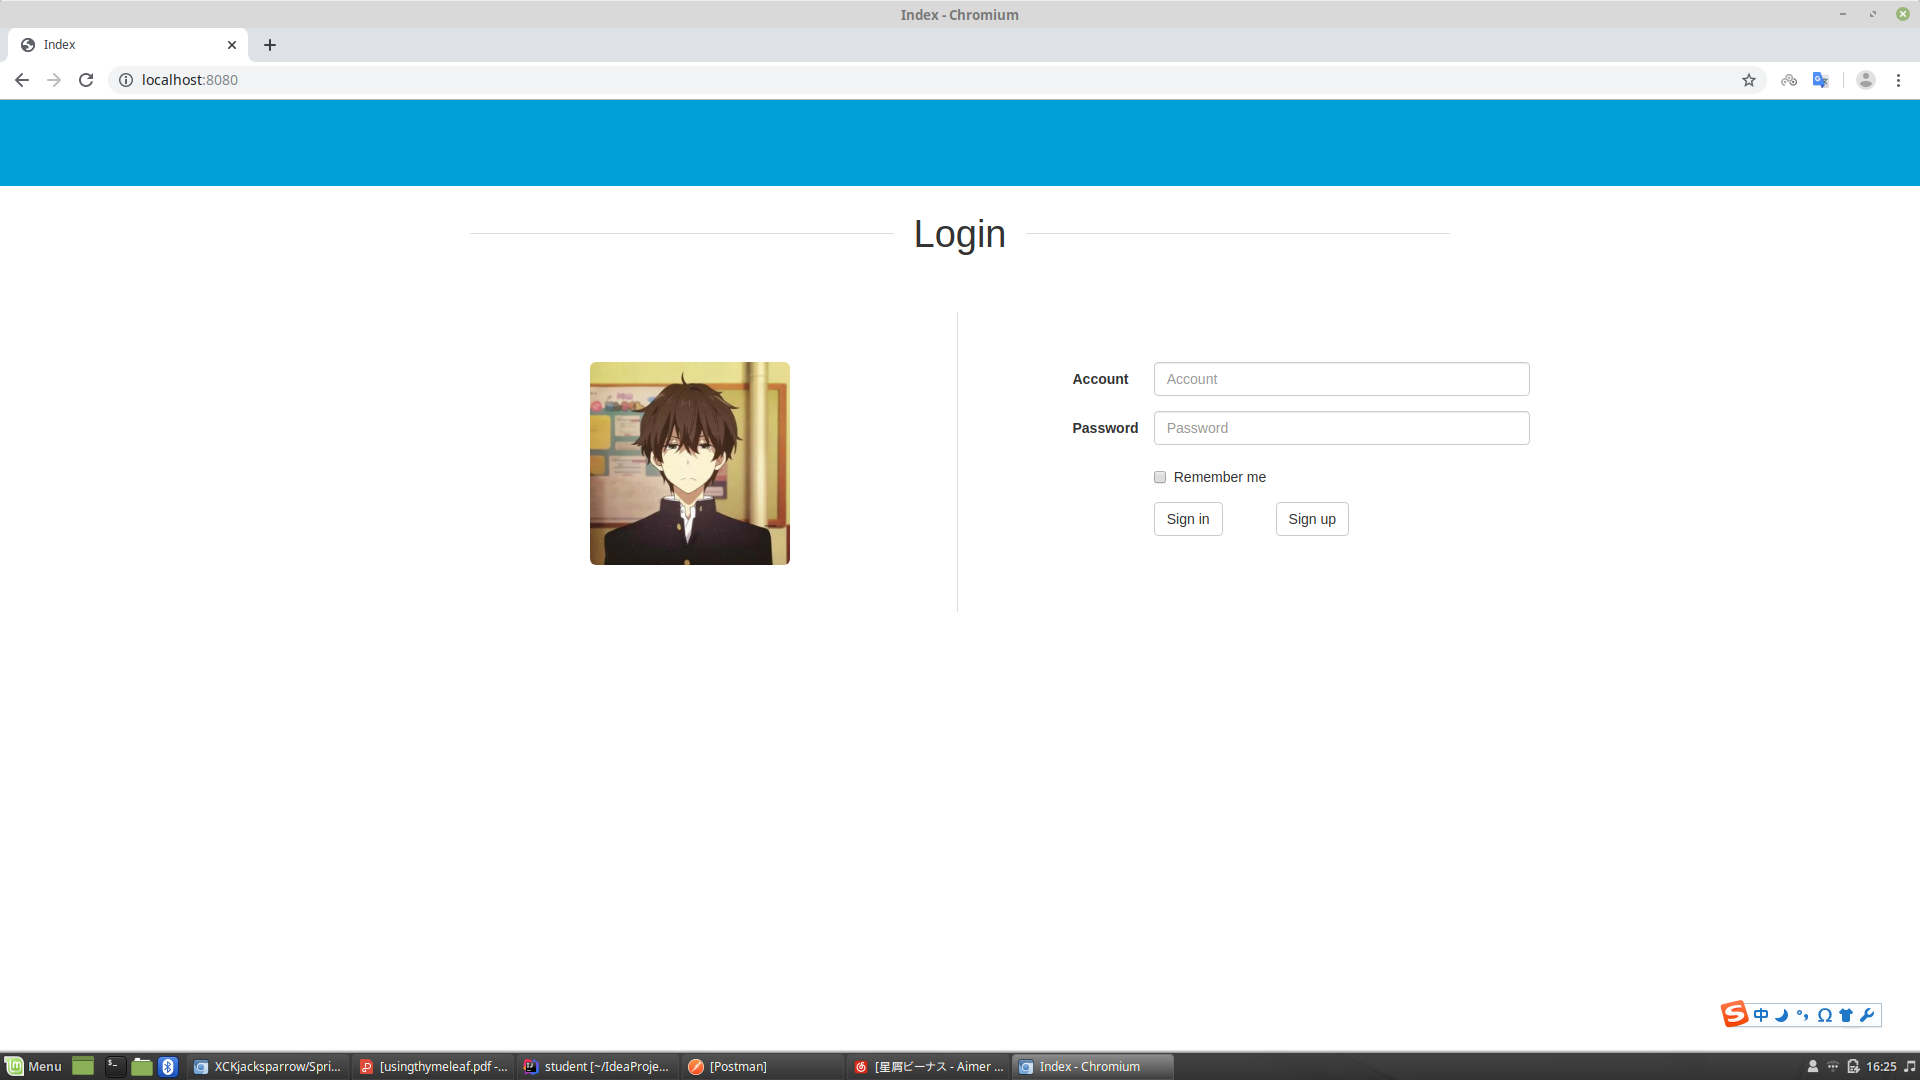 Index - Chromium
Index
localhost:8080
Login
Account
Account
Password
Password
Remember me
Sign in
Sign up
中
Menu
XCKjacksparrow/Spri...
[usingthymeleaf.pdf -...
student [~/IdeaProje...
[Postman]
[星屑ビーナス - Aimer ...
Index - Chromium
16:25